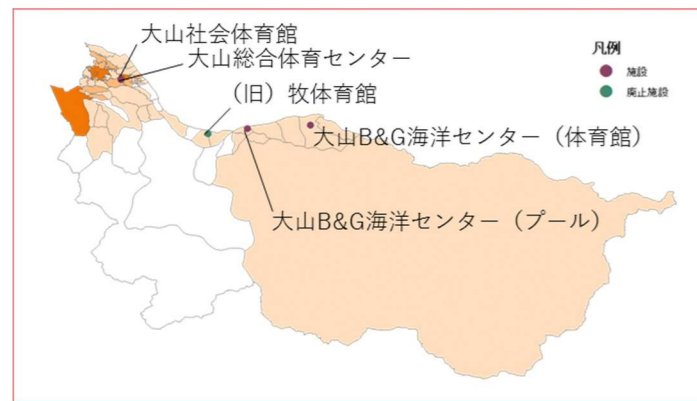 大山社会体育館
大山総合体育センター
（旧）牧体育館
大山B&G海洋センター（体育館）
大山B&G海洋センター（プール）
凡例
施設
廃止施設